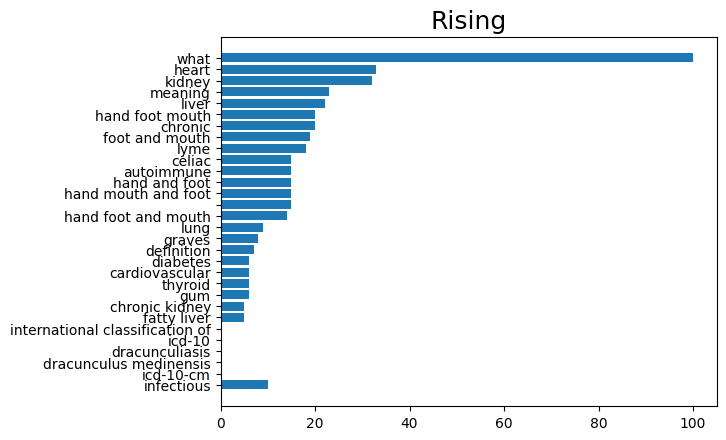 Rising
what
heart
kidney
meaning
liver
hand foot mouth
chronic
foot and mouth
lyme
celiac
autoimmune
hand and foot
hand mouth and foot
hand foot and mouth
lung
graves
definition
diabetes
cardiovascular
thyroid
gum
chronic kidney
fatty liver
international classification of
icd-10
dracunculiasis
dracunculus medinensis
icd-10-cm
infectious
0 20 40 60 80 100